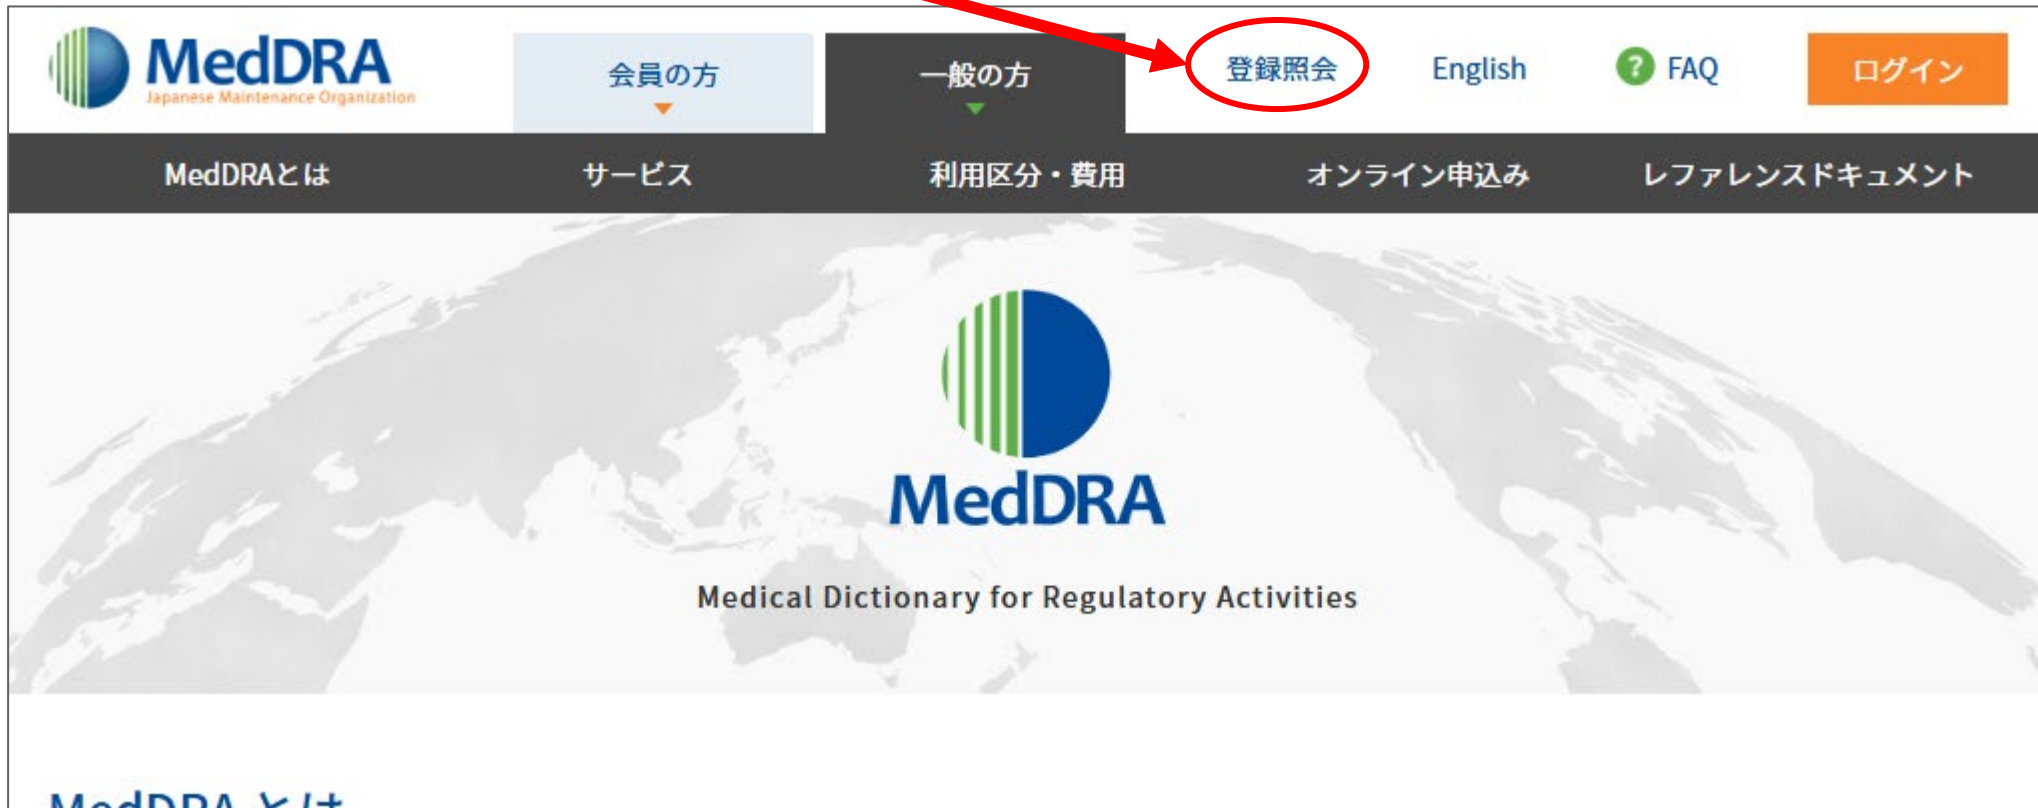 MedDRA
Japanese Maintenance Organization
会員の方
一般の方
登録照会
English
? FAQ
ログイン
MedDRAとは
サービス
利用区分・費用
オンライン申込み
レファレンスドキュメント
MedDRA
Medical Dictionary for Regulatory Activities
MedDRA とは